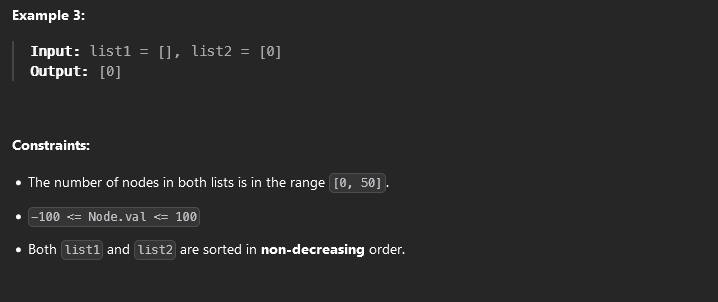 Example 3:
Input: list1 = [], list2 = [0]
Output: [0]
Constraints:
• The number of nodes in both lists is in the range [0, 50].
• -100 <= Node.val <= 100
• Both list1 and list2 are sorted in non-decreasing order.